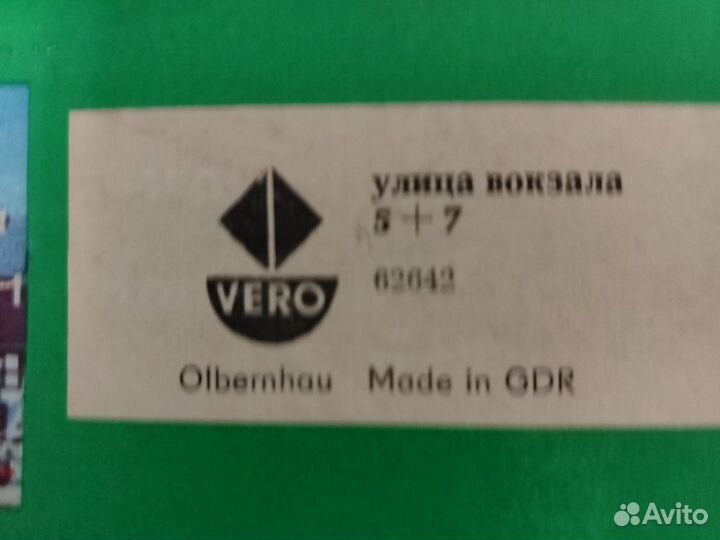 улица вокзала
5+7
62642
VERO
Olbernhau Made in GDR
Avito